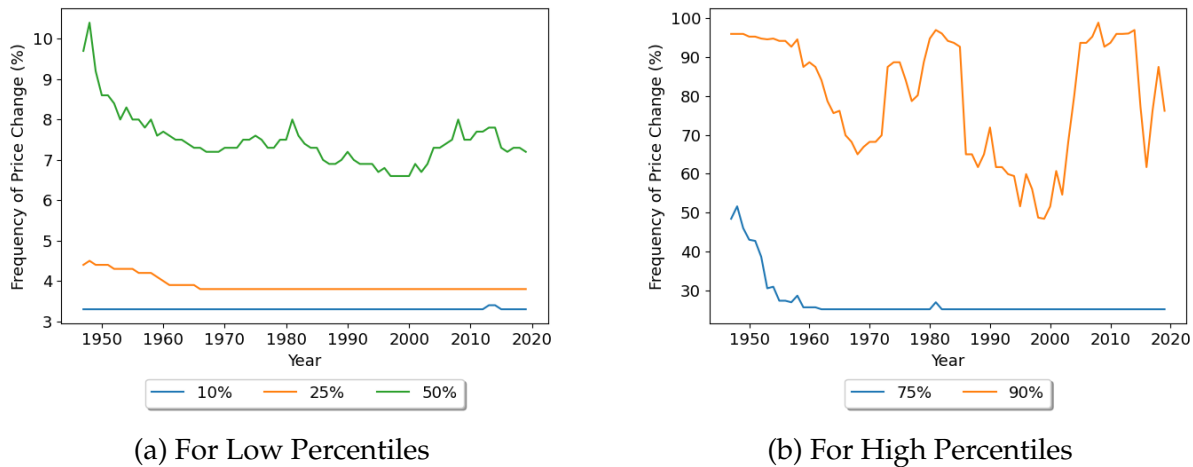 Frequency of Price Change (%)
10
9
8
7
6
5
4
3
1950 1960 1970 1980 1990 2000 2010 2020
Year
10% 25% 50%
(a) For Low Percentiles
Frequency of Price Change (%)
100
90
80
70
60
50
40
30
1950 1960 1970 1980 1990 2000 2010 2020
Year
75% 90%
(b) For High Percentiles